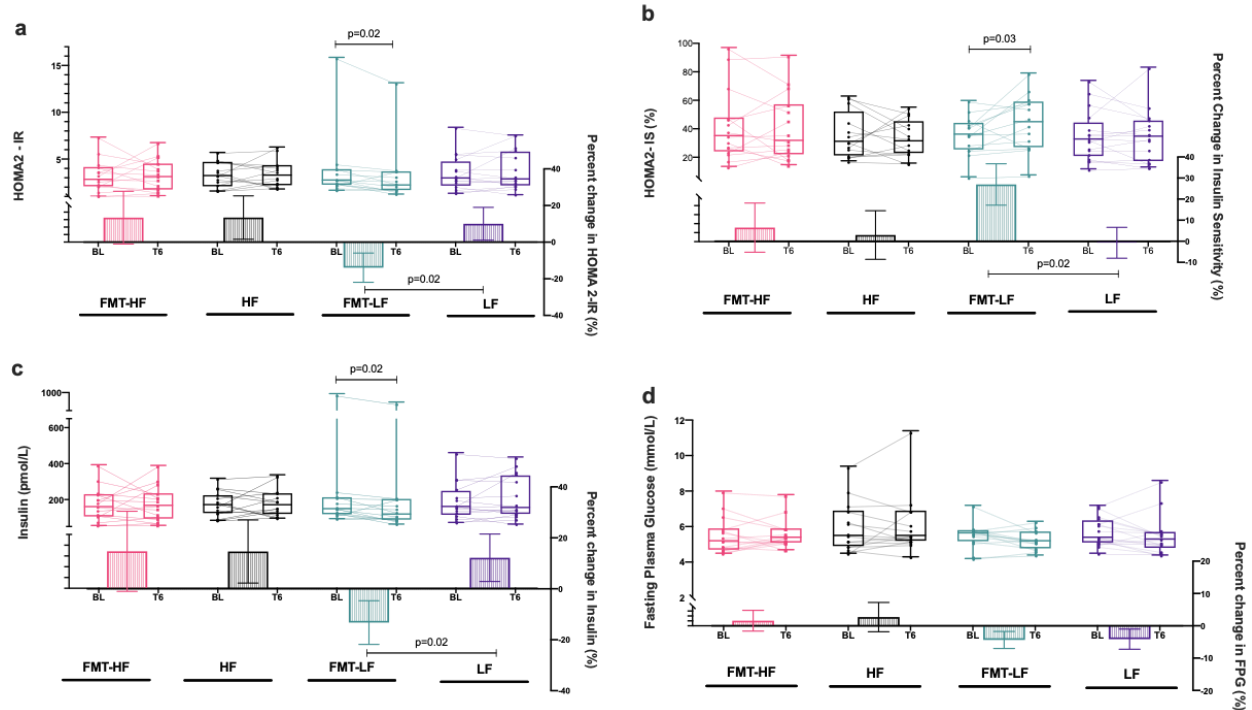 a
p=0.02
HOMA2 - IR
15
10
5
Percent change in HOMA 2-IR (%)
40
20
0
-20
-40
BL
T6
BL
T6
BL
T6
BL
T6
p=0.02
FMT-HF
HF
FMT-LF
LF
b
p=0.03
HOMA2- IS (%)
100
80
60
40
20
Percent Change in Insulin Sensitivity (%)
40
30
20
10
0
-10
BL
T6
BL
T6
BL
T6
BL
T6
p=0.02
FMT-HF
HF
FMT-LF
LF
c
p=0.02
Insulin (pmol/L)
1000
600
400
200
Percent change in Insulin (%)
40
20
0
-20
-40
BL
T6
BL
T6
BL
T6
BL
T6
p=0.02
FMT-HF
HF
FMT-LF
LF
d
Fasting Plasma Glucose (mmol/L)
12
10
8
6
4
2
Percent change in FPG (%)
20
10
0
-10
-20
BL
T6
BL
T6
BL
T6
BL
T6
FMT-HF
HF
FMT-LF
LF